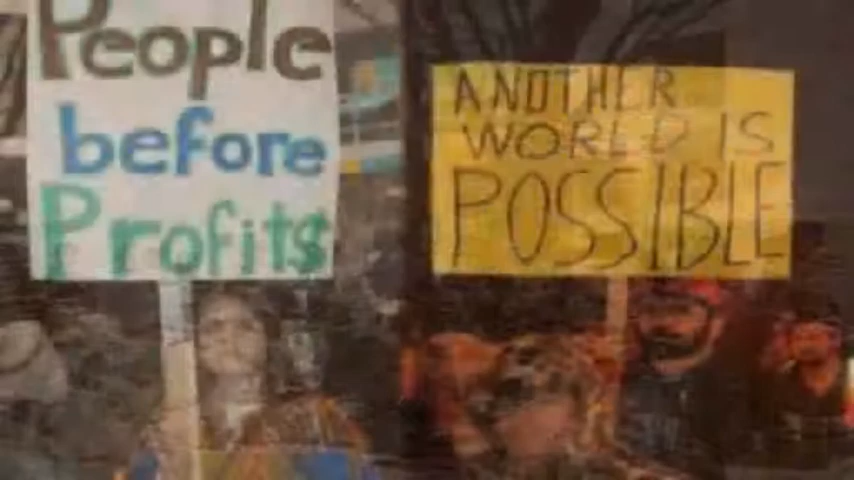 People
before
Profits
ANOTHER
WORLD IS
POSSIBLE